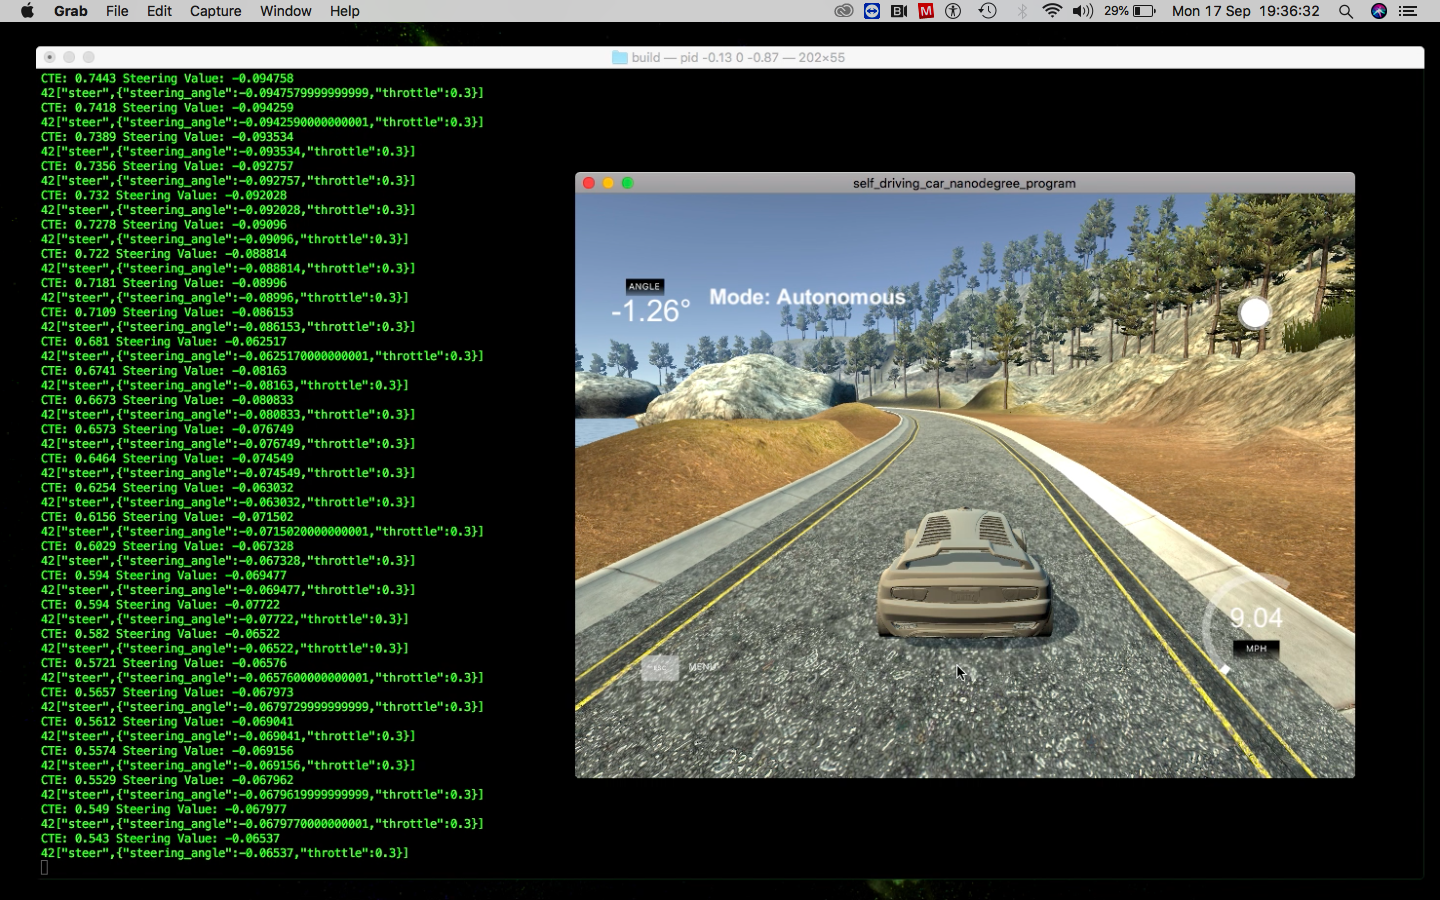 Grab File Edit Capture Window Help 29% Mon 17 Sep 19:36:32
build — pid -0.13 0 -0.87 — 202×55
CTE: 0.7443 Steering Value: -0.094758
42["steer",{"steering_angle":-0.0947579999999999,"throttle":0.3}]
CTE: 0.7418 Steering Value: -0.094259
42["steer",{"steering_angle":-0.0942590000000001,"throttle":0.3}]
CTE: 0.7389 Steering Value: -0.093534
42["steer",{"steering_angle":-0.093534,"throttle":0.3}]
CTE: 0.7356 Steering Value: -0.092757
42["steer",{"steering_angle":-0.092757,"throttle":0.3}]
CTE: 0.732 Steering Value: -0.092028
42["steer",{"steering_angle":-0.092028,"throttle":0.3}]
CTE: 0.7278 Steering Value: -0.09096
42["steer",{"steering_angle":-0.09096,"throttle":0.3}]
CTE: 0.722 Steering Value: -0.088814
42["steer",{"steering_angle":-0.088814,"throttle":0.3}]
CTE: 0.7181 Steering Value: -0.08996
42["steer",{"steering_angle":-0.08996,"throttle":0.3}]
CTE: 0.7109 Steering Value: -0.086153
42["steer",{"steering_angle":-0.086153,"throttle":0.3}]
CTE: 0.681 Steering Value: -0.062517
42["steer",{"steering_angle":-0.0625170000000001,"throttle":0.3}]
CTE: 0.6741 Steering Value: -0.08163
42["steer",{"steering_angle":-0.08163,"throttle":0.3}]
CTE: 0.6673 Steering Value: -0.080833
42["steer",{"steering_angle":-0.080833,"throttle":0.3}]
CTE: 0.6573 Steering Value: -0.076749
42["steer",{"steering_angle":-0.076749,"throttle":0.3}]
CTE: 0.6464 Steering Value: -0.074549
42["steer",{"steering_angle":-0.074549,"throttle":0.3}]
CTE: 0.6254 Steering Value: -0.063032
42["steer",{"steering_angle":-0.063032,"throttle":0.3}]
CTE: 0.6156 Steering Value: -0.071502
42["steer",{"steering_angle":-0.0715020000000001,"throttle":0.3}]
CTE: 0.6029 Steering Value: -0.067328
42["steer",{"steering_angle":-0.067328,"throttle":0.3}]
CTE: 0.594 Steering Value: -0.069477
42["steer",{"steering_angle":-0.069477,"throttle":0.3}]
CTE: 0.594 Steering Value: -0.07722
42["steer",{"steering_angle":-0.07722,"throttle":0.3}]
CTE: 0.582 Steering Value: -0.06522
42["steer",{"steering_angle":-0.06522,"throttle":0.3}]
CTE: 0.5721 Steering Value: -0.06576
42["steer",{"steering_angle":-0.0657600000000001,"throttle":0.3}]
CTE: 0.5657 Steering Value: -0.067973
42["steer",{"steering_angle":-0.0679729999999999,"throttle":0.3}]
CTE: 0.5612 Steering Value: -0.069041
42["steer",{"steering_angle":-0.069041,"throttle":0.3}]
CTE: 0.5574 Steering Value: -0.069156
42["steer",{"steering_angle":-0.069156,"throttle":0.3}]
CTE: 0.5529 Steering Value: -0.067962
42["steer",{"steering_angle":-0.0679619999999999,"throttle":0.3}]
CTE: 0.549 Steering Value: -0.067977
42["steer",{"steering_angle":-0.0679770000000001,"throttle":0.3}]
CTE: 0.543 Steering Value: -0.06537
42["steer",{"steering_angle":-0.06537,"throttle":0.3}]
self_driving_car_nanodegree_program
ANGLE
-1.26° Mode: Autonomous
9.04
MPH
ESC MENU